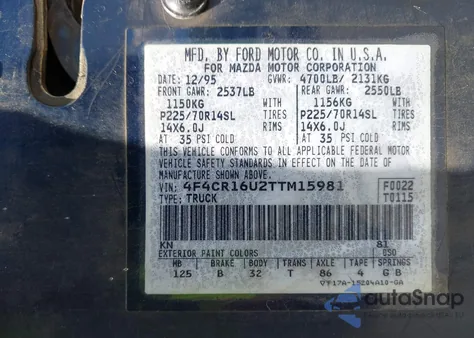 MFD. BY FORD MOTOR CO. IN U.S.A.
FOR MAZDA MOTOR CORPORATION
DATE: 12/95 GVWR: 4700LB/ 2131KG
FRONT GAWR: 2537LB REAR GAWR: 2550LB
1150KG WITH 1156KG WITH
P225/70R14SL TIRES P225/70R14SL TIRES
14X6.0J RIMS 14X6.0J RIMS
AT 35 PSI COLD AT 35 PSI COLD
THIS VEHICLE CONFORMS TO ALL APPLICABLE FEDERAL MOTOR
VEHICLE SAFETY STANDARDS IN EFFECT ON THE DATE OF
MANUFACTURE SHOWN ABOVE.
VIN: 4F4CR16U2TTM15981 F0022
TYPE: TRUCK T0115
KN 81
EXTERIOR PAINT COLORS DSO
WB BRAKE BODY TRANS AXLE TAPE SPRINGS
125 B 32 T 86 4 G B
autoSnap